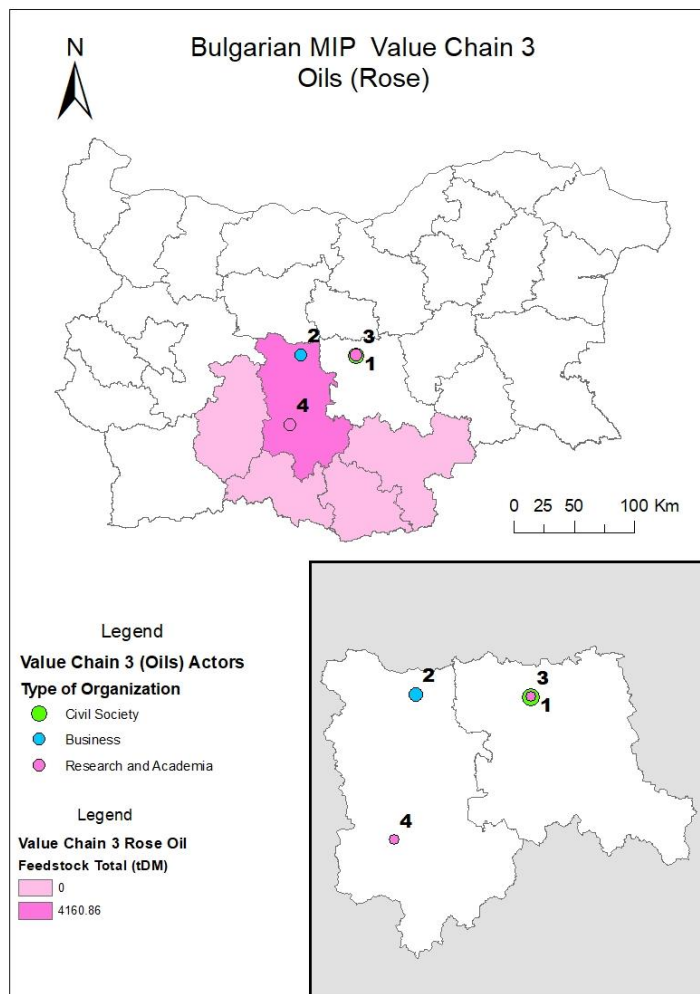 Bulgarian MIP Value Chain 3
Oils (Rose)
N
2
3
1
4
0 25 50 100 Km
Legend
Value Chain 3 (Oils) Actors
Type of Organization
Civil Society
Business
Research and Academia
Legend
Value Chain 3 Rose Oil
Feedstock Total (tDM)
0
4160.86
2
3
1
4